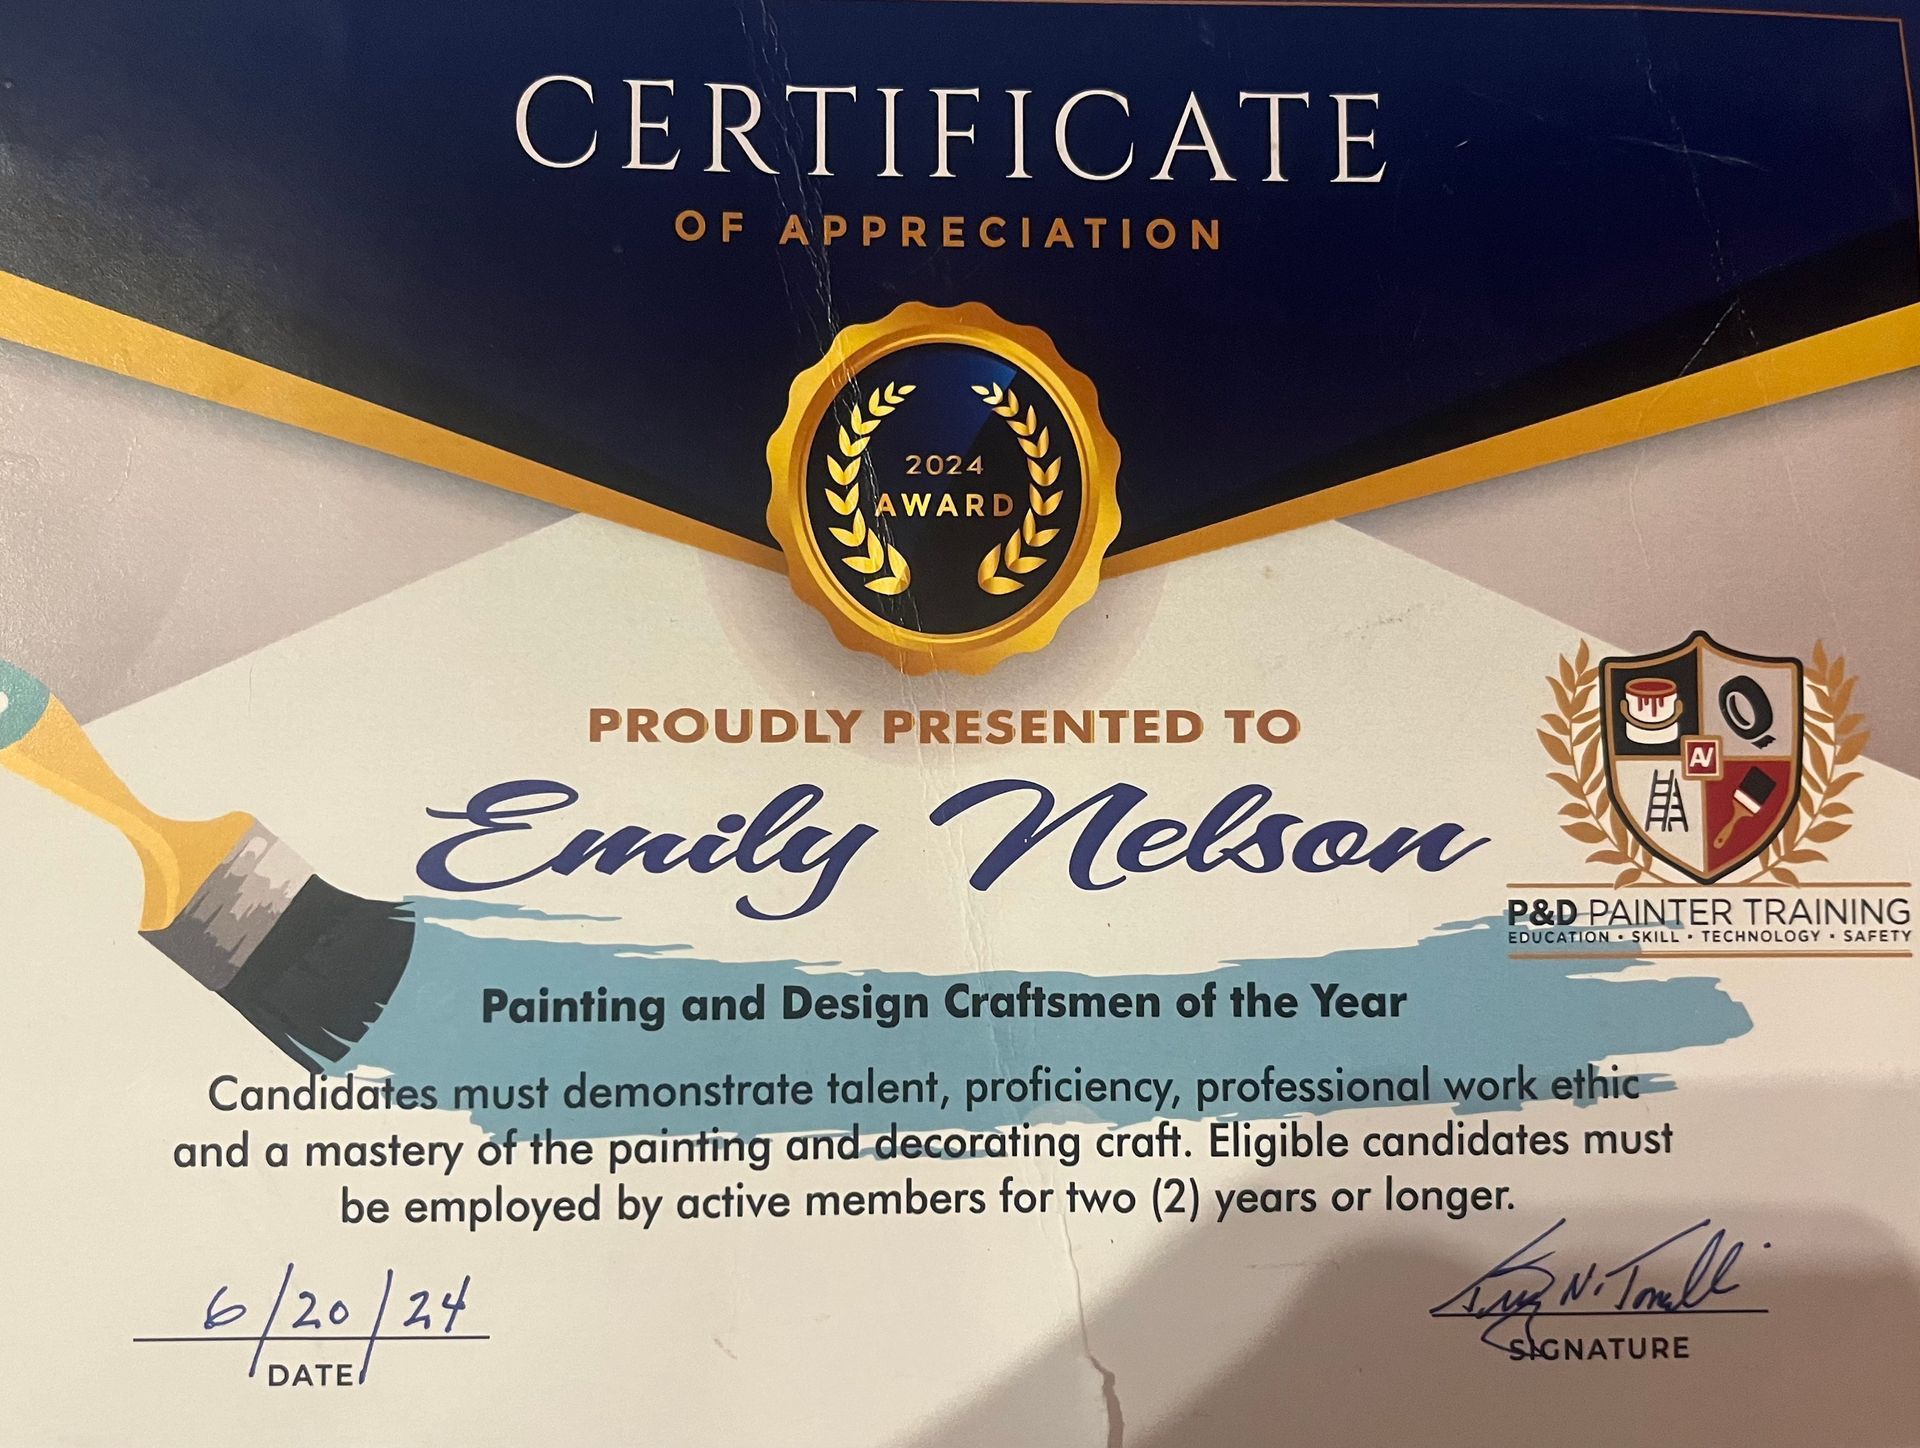 CERTIFICATE
OF APPRECIATION
2024
AWARD
PROUDLY PRESENTED TO
Emily Nelson
AV
P&D PAINTER TRAINING
EDUCATION • SKILL • TECHNOLOGY • SAFETY
Painting and Design Craftsmen of the Year
Candidates must demonstrate talent, proficiency, professional work ethic
and a mastery of the painting and decorating craft. Eligible candidates must
be employed by active members for two (2) years or longer.
6/20/24
DATE
SIGNATURE